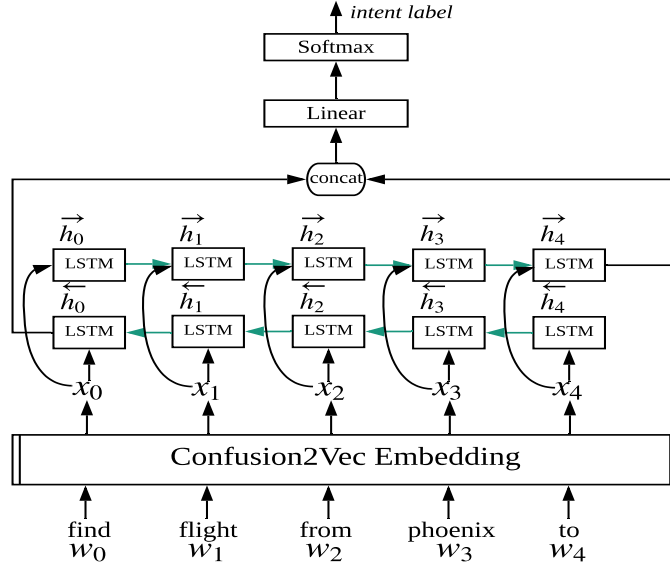 intent label
Softmax
Linear
concat
→h₀ →h₁ →h₂ →h₃ →h₄
LSTM LSTM LSTM LSTM LSTM
←h₀ ←h₁ ←h₂ ←h₃ ←h₄
LSTM LSTM LSTM LSTM LSTM
x₀ x₁ x₂ x₃ x₄
Confusion2Vec Embedding
find flight from phoenix to
w₀ w₁ w₂ w₃ w₄